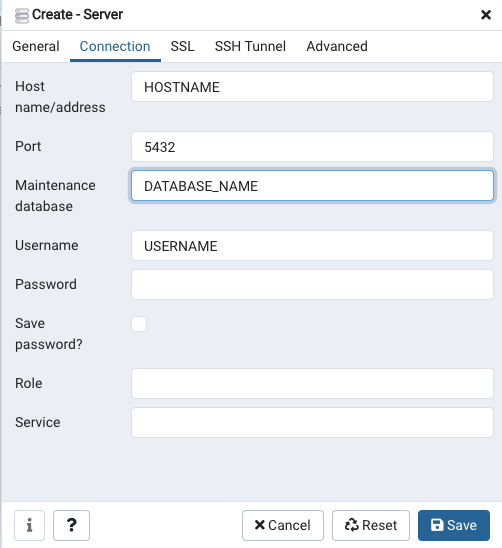 Create - Server
General Connection SSL SSH Tunnel Advanced
Host name/address HOSTNAME
Port 5432
Maintenance database DATABASE_NAME
Username USERNAME
Password
Save password?
Role
Service
i ? Cancel Reset Save